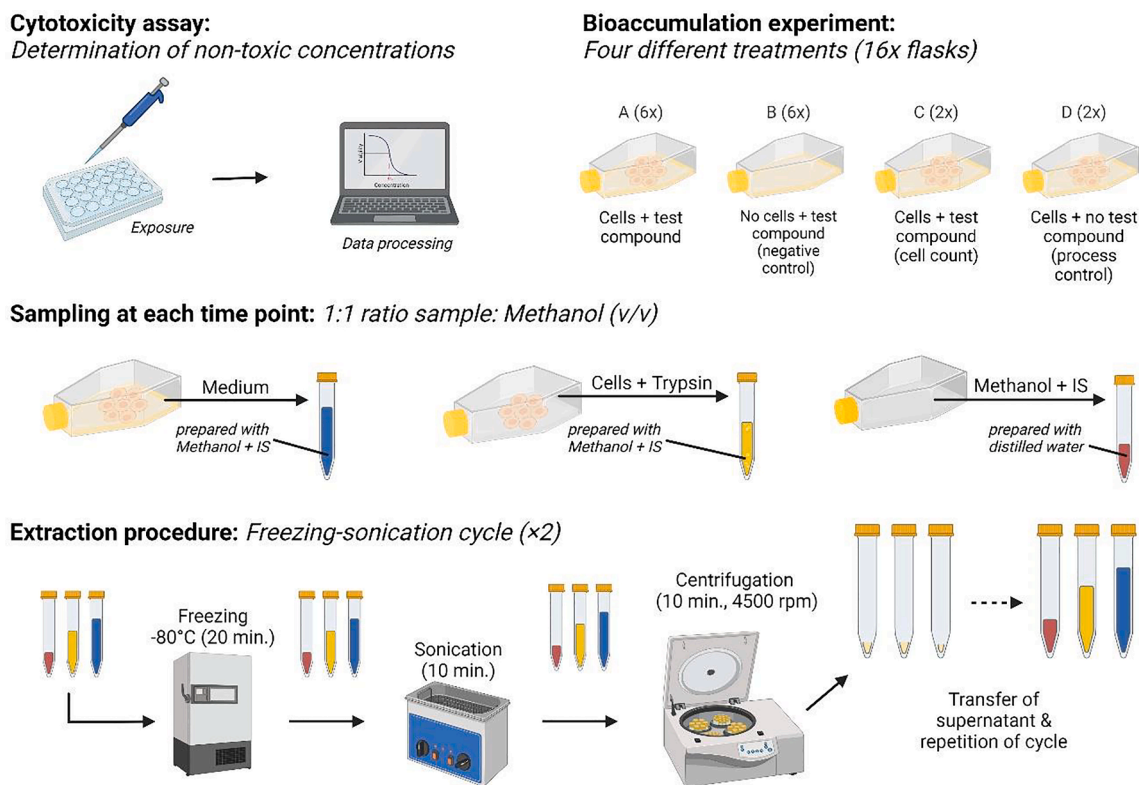 Cytotoxicity assay:
Determination of non-toxic concentrations
Viability
Concentration
Exposure
Data processing
Bioaccumulation experiment:
Four different treatments (16x flasks)
A (6x)
B (6x)
C (2x)
D (2x)
Cells + test
compound
No cells + test
compound
(negative
control)
Cells + test
compound
(cell count)
Cells + no test
compound
(process
control)
Sampling at each time point: 1:1 ratio sample: Methanol (v/v)
Medium
prepared with
Methanol + IS
Cells + Trypsin
prepared with
Methanol + IS
Methanol + IS
prepared with
distilled water
Extraction procedure: Freezing-sonication cycle (×2)
Freezing
-80°C (20 min.)
Sonication
(10 min.)
Centrifugation
(10 min., 4500 rpm)
Transfer of
supernatant &
repetition of cycle